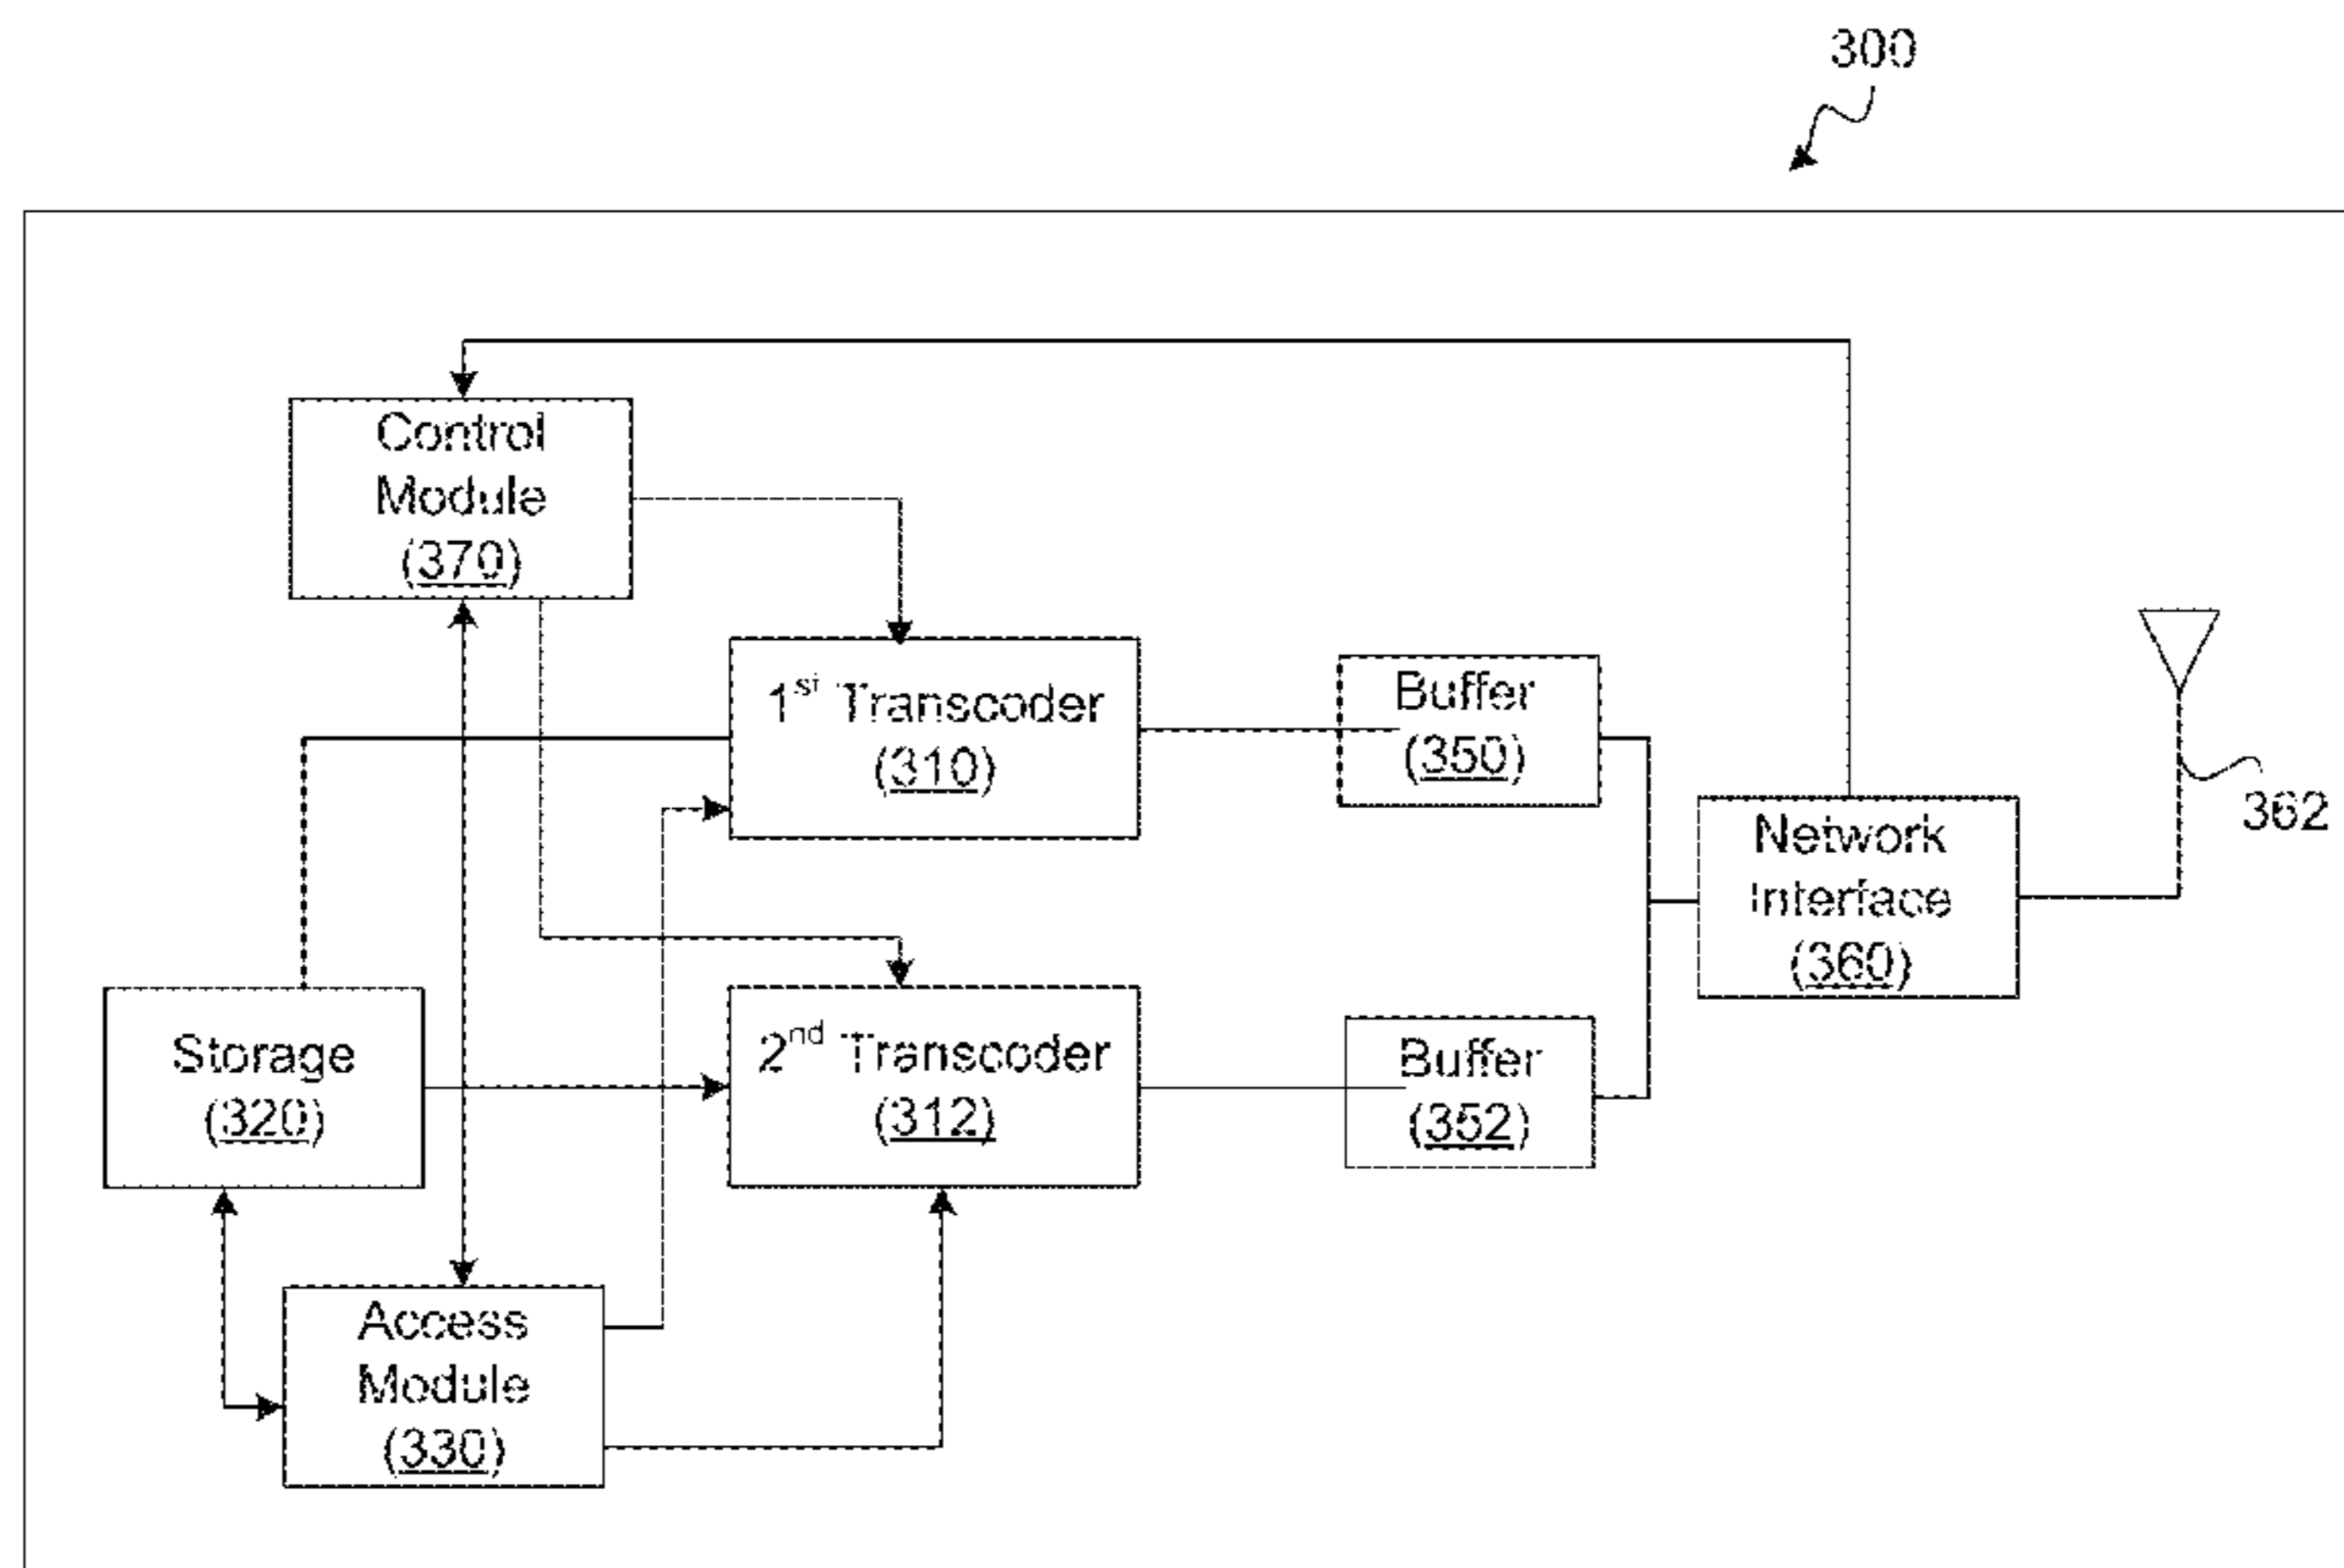 300
Control
Module
(370)
1st Transcoder
(310)
Buffer
(350)
362
Network
Interface
(360)
Storage
(320)
2nd Transcoder
(312)
Buffer
(352)
Access
Module
(330)